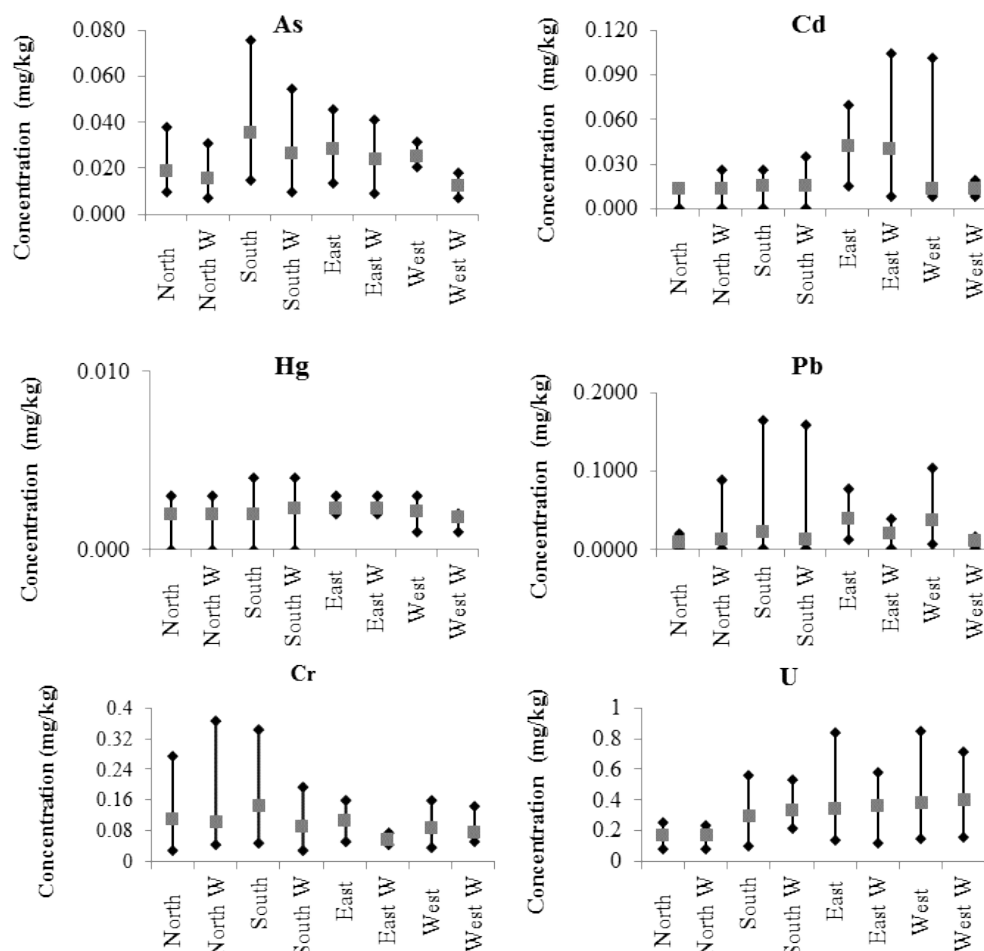 As
Concentration (mg/kg)
0.080
0.060
0.040
0.020
0.000
North
North W
South
South W
East
East W
West
West W
Cd
Concentration (mg/kg)
0.120
0.090
0.060
0.030
0.000
North
North W
South
South W
East
East W
West
West W
Hg
Concentration (mg/kg)
0.010
0.000
North
North W
South
South W
East
East W
West
West W
Pb
Concentration (mg/kg)
0.2000
0.1000
0.0000
North
North W
South
South W
East
East W
West
West W
Cr
Concentration (mg/kg)
0.4
0.32
0.24
0.16
0.08
0
North
North W
South
South W
East
East W
West
West W
U
Concentration (mg/kg)
1
0.8
0.6
0.4
0.2
0
North
North W
South
South W
East
East W
West
West W